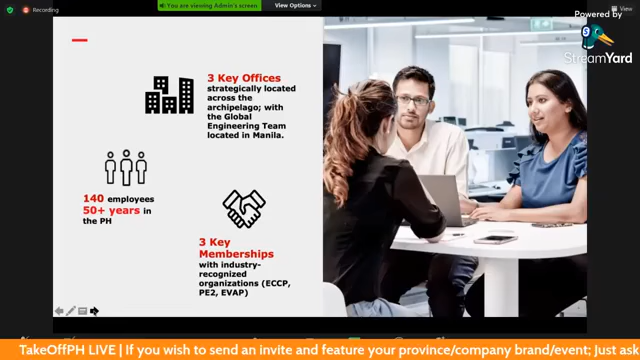 Recording
You are viewing Admin's screen
View Options
View
Powered by
StreamYard
3 Key Offices
strategically located
across the
archipelago; with
the Global
Engineering Team
located in Manila.
140 employees
50+ years in
the PH
3 Key
Memberships
with industry-
recognized
organizations (ECCP,
PE2, EVAP)
TakeOffPH LIVE | If you wish to send an invite and feature your province/company brand/event; Just ask